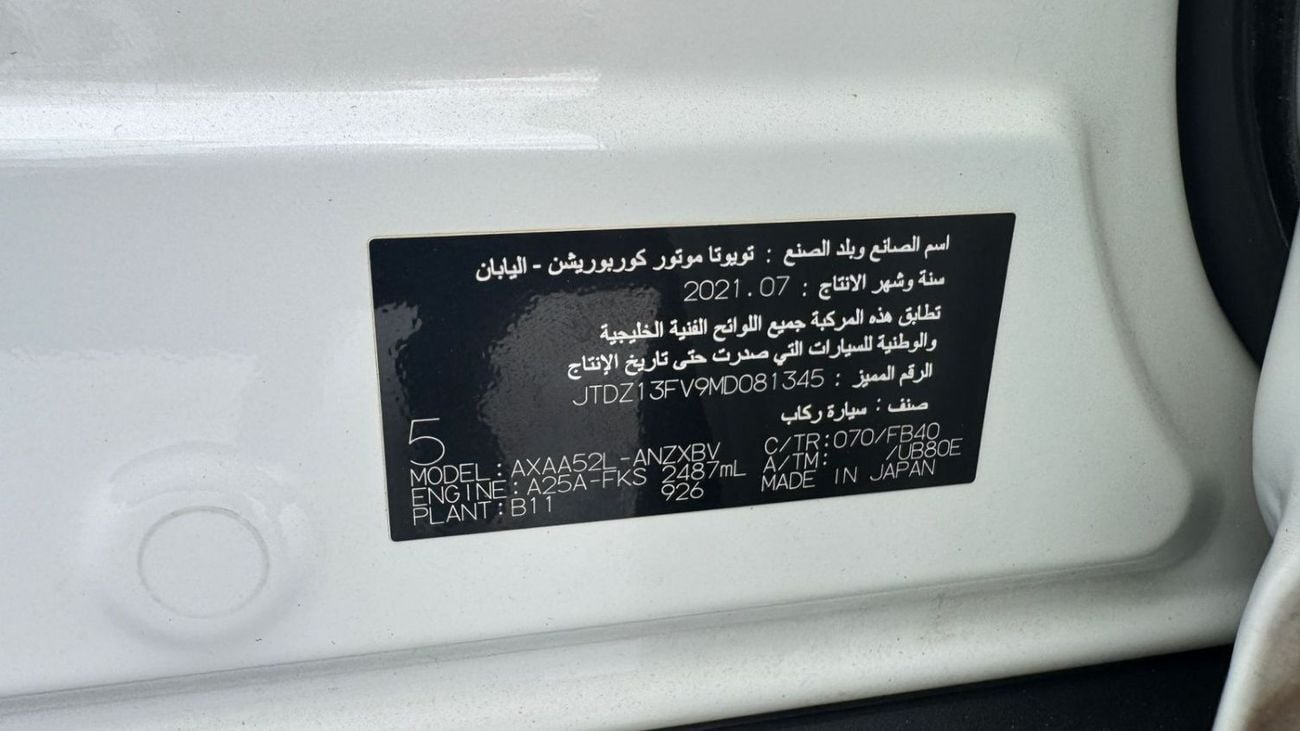 اسم الصانع وبلد الصنع : تويوتا موتور كوربوريشن - اليابان
سنة وشهر الانتاج : 2021.07
تطابق هذه المركبة جميع اللوائح الفنية الخليجية
والوطنية للسيارات التي صدرت حتى تاريخ الإنتاج
الرقم المميز : JTDZ13FV9MD081345
صنف : سيارة ركاب
5
MODEL:AXAA52L-ANZXBV C/TR:070/FB40
ENGINE:A25A-FKS 2487mL A/TM: /UB80E
PLANT:B11 926 MADE IN JAPAN